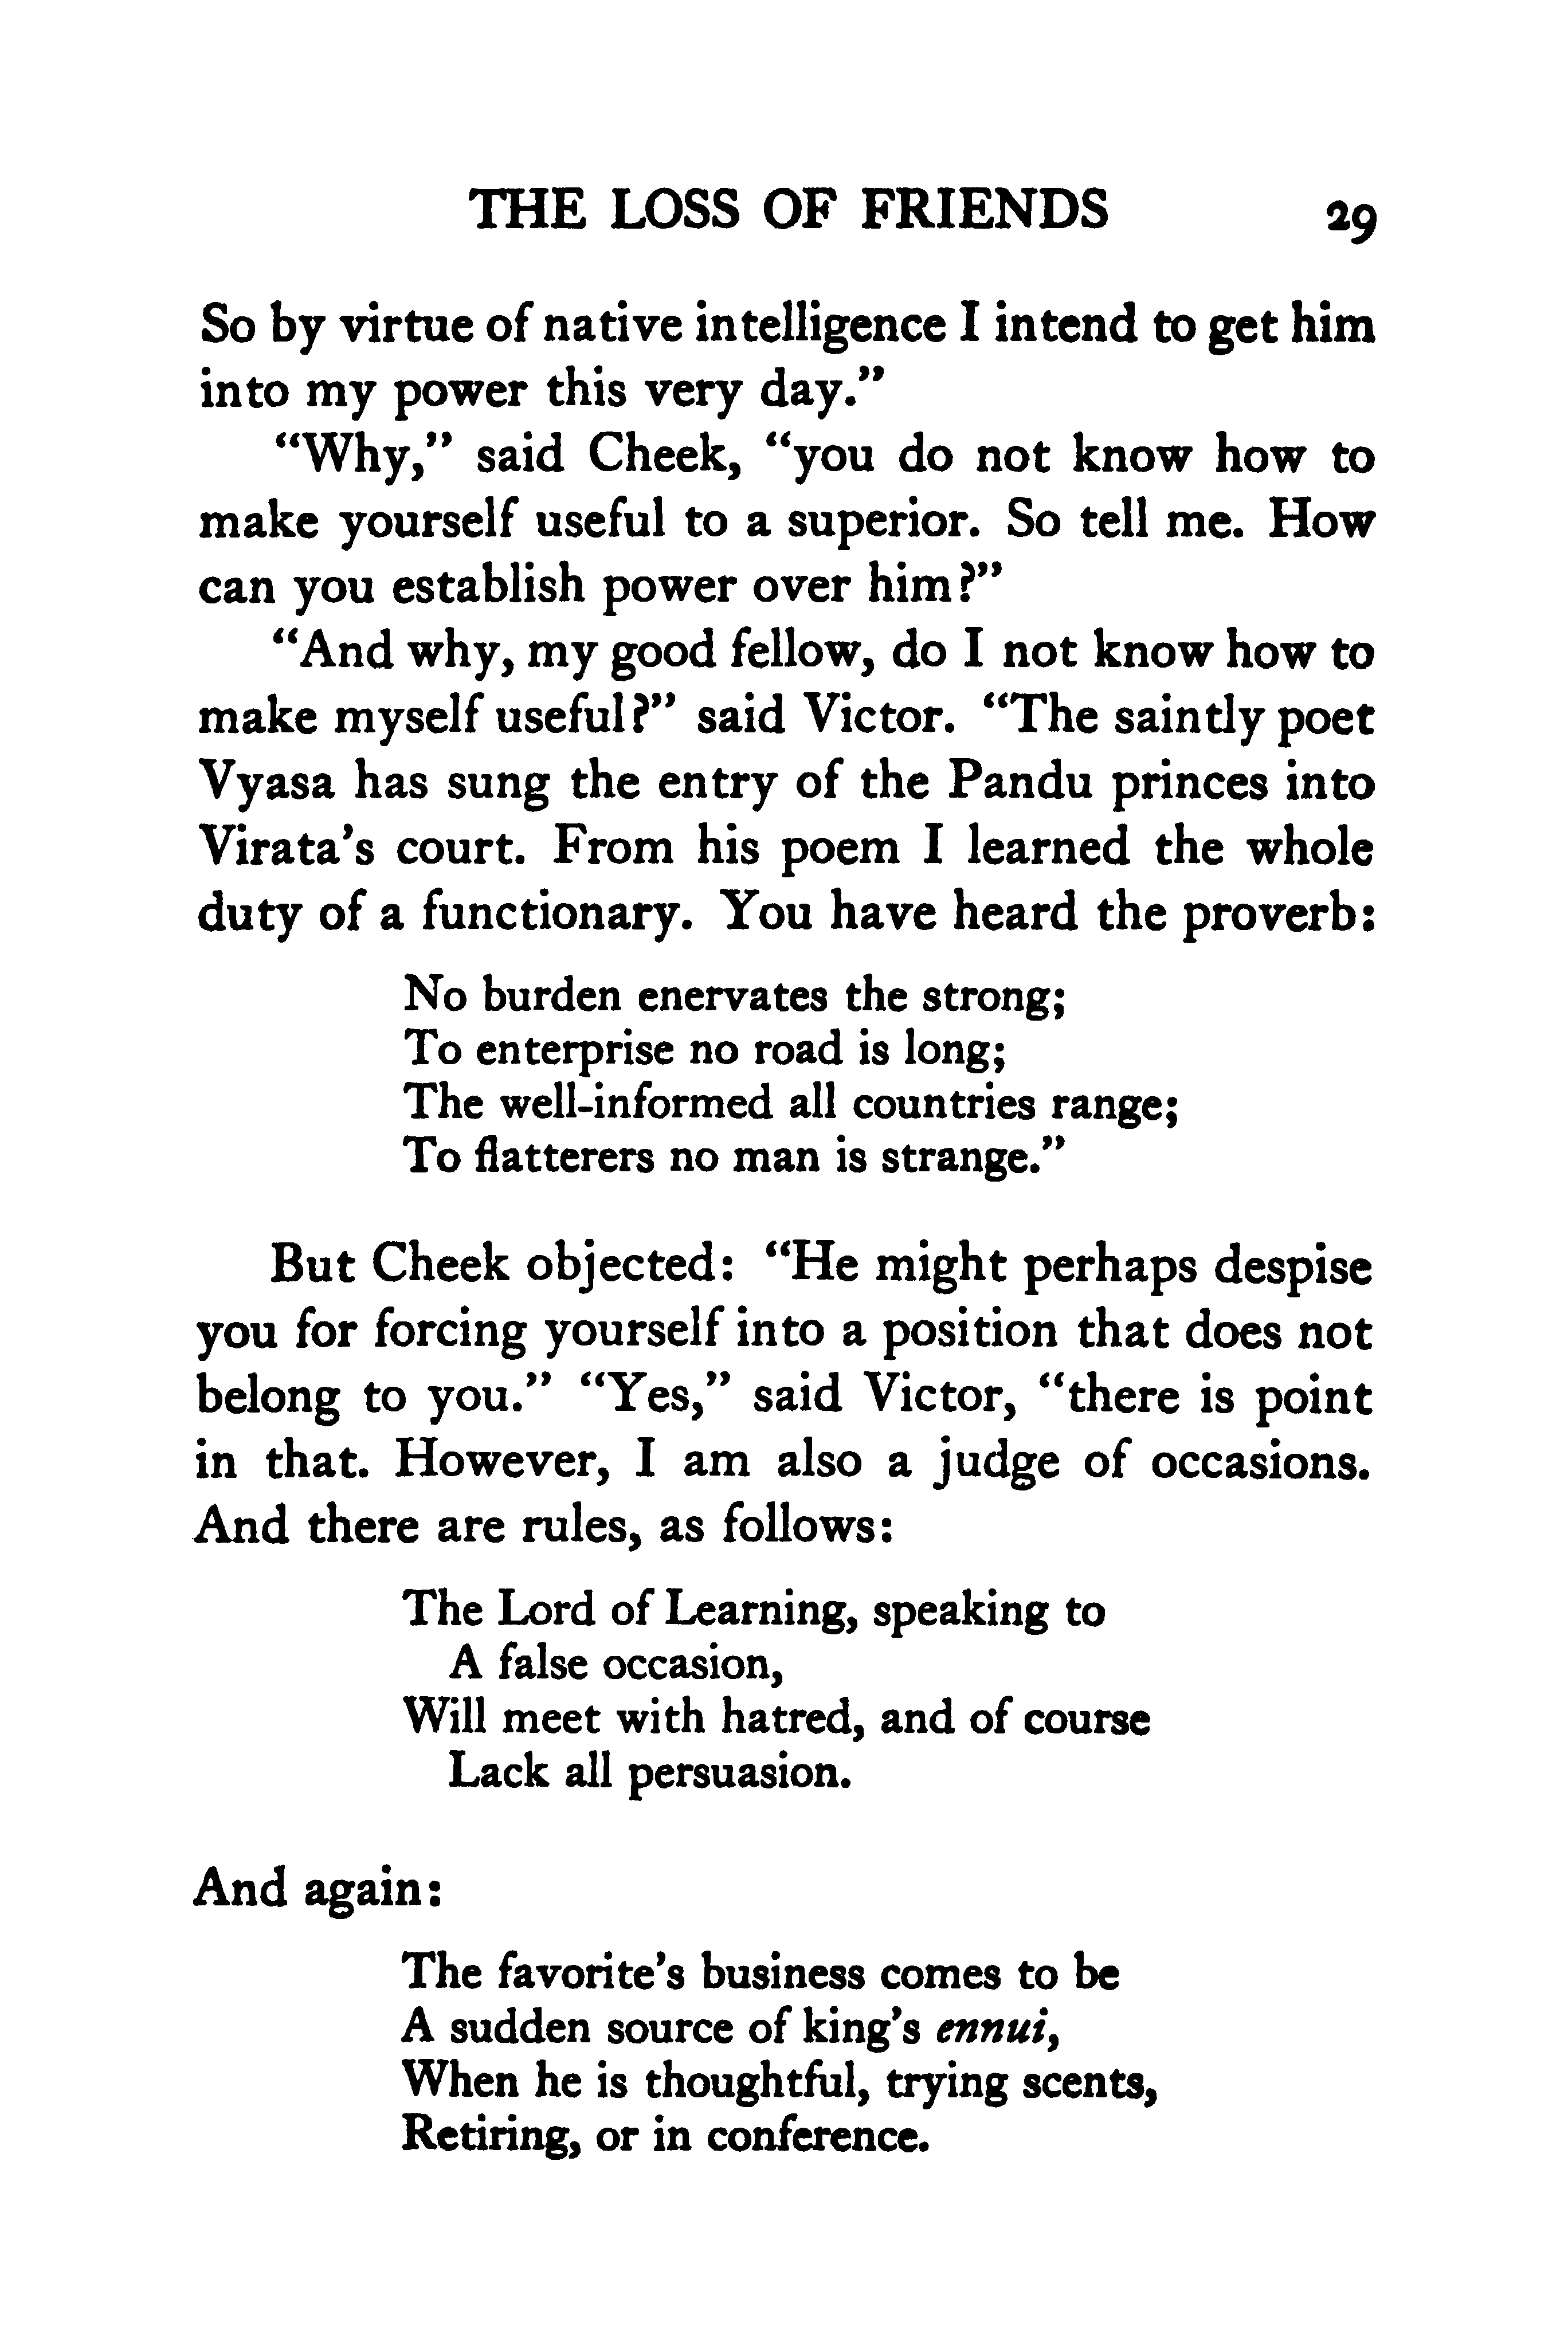 THE LOSS OF FRIENDS 29
So by virtue of native intelligence I intend to get him
into my power this very day.”
“Why,” said Cheek, “you do not know how to
make yourself useful to a superior. So tell me. How
can you establish power over him?”
“And why, my good fellow, do I not know how to
make myself useful?” said Victor. “The saintly poet
Vyasa has sung the entry of the Pandu princes into
Virata’s court. From his poem I learned the whole
duty of a functionary. You have heard the proverb:
No burden enervates the strong;
To enterprise no road is long;
The well-informed all countries range;
To flatterers no man is strange.”
But Cheek objected: “He might perhaps despise
you for forcing yourself into a position that does not
belong to you.” “Yes,” said Victor, “there is point
in that. However, I am also a judge of occasions.
And there are rules, as follows:
The Lord of Learning, speaking to
A false occasion,
Will meet with hatred, and of course
Lack all persuasion.
And again:
The favorite’s business comes to be
A sudden source of king’s ennui,
When he is thoughtful, trying scents,
Retiring, or in conference.